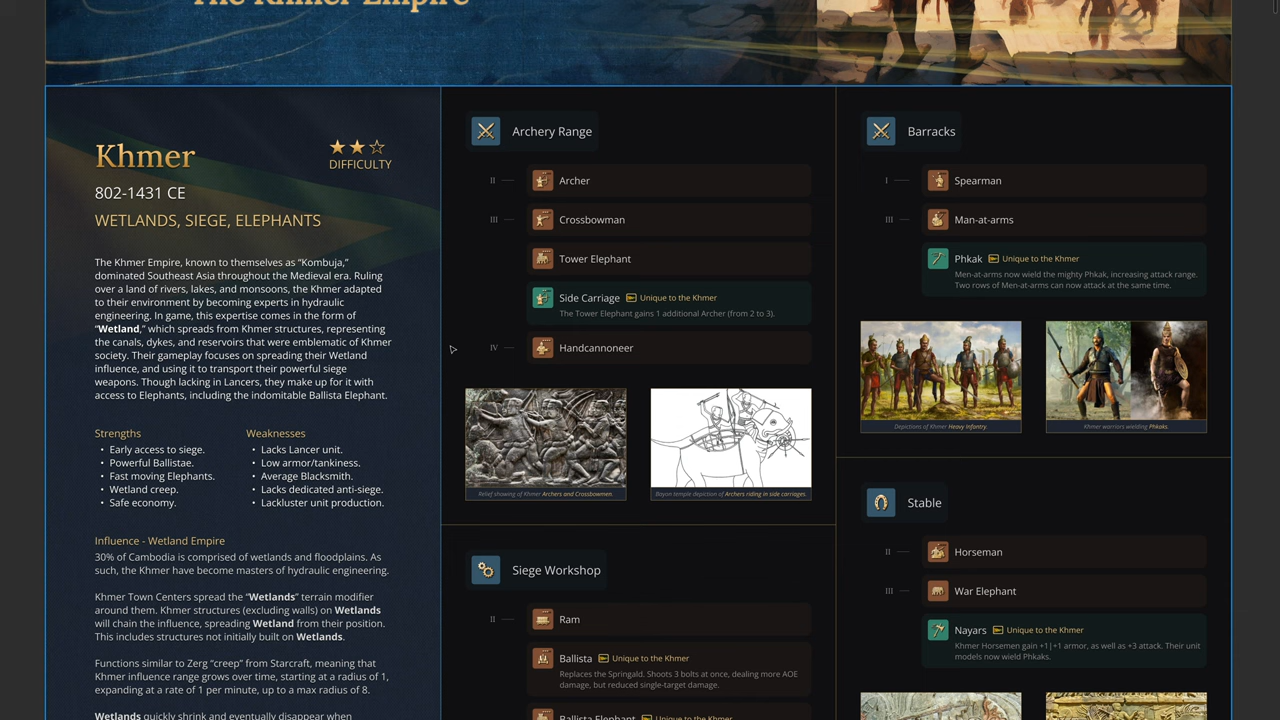 The Khmer Empire
Khmer
DIFFICULTY
802-1431 CE
WETLANDS, SIEGE, ELEPHANTS
The Khmer Empire, known to themselves as “Kombuja,”
dominated Southeast Asia throughout the Medieval era. Ruling
over a land of rivers, lakes, and monsoons, the Khmer adapted
to their environment by becoming experts in hydraulic
engineering. In game, this expertise comes in the form of
“Wetland,” which spreads from Khmer structures, representing
the canals, dykes, and reservoirs that were emblematic of Khmer
society. Their gameplay focuses on spreading their Wetland
influence, and using it to transport their powerful siege
weapons. Though lacking in Lancers, they make up for it with
access to Elephants, including the indomitable Ballista Elephant.
Strengths
• Early access to siege.
• Powerful Ballistae.
• Fast moving Elephants.
• Wetland creep.
• Safe economy.
Weaknesses
• Lacks Lancer unit.
• Low armor/tankiness.
• Average Blacksmith.
• Lacks dedicated anti-siege.
• Lackluster unit production.
Influence - Wetland Empire
30% of Cambodia is comprised of wetlands and floodplains. As
such, the Khmer have become masters of hydraulic engineering.
Khmer Town Centers spread the “Wetlands” terrain modifier
around them. Khmer structures (excluding walls) on Wetlands
will chain the influence, spreading Wetland from their position.
This includes structures not initially built on Wetlands.
Functions similar to Zerg “creep” from Starcraft, meaning that
Khmer influence range grows over time, starting at a radius of 1,
expanding at a rate of 1 per minute, up to a max radius of 8.
Wetlands quickly shrink and eventually disappear when
Archery Range
II Archer
III Crossbowman
Tower Elephant
Side Carriage Unique to the Khmer
The Tower Elephant gains 1 additional Archer (from 2 to 3).
IV Handcannoneer
Relief showing of Khmer Archers and Crossbowmen.
Bayon temple depiction of Archers riding in side carriages.
Siege Workshop
II Ram
Ballista Unique to the Khmer
Replaces the Springald. Shoots 3 bolts at once, dealing more AOE
damage, but reduced single-target damage.
Ballista Elephant Unique to the Khmer
Barracks
I Spearman
III Man-at-arms
Phkak Unique to the Khmer
Men-at-arms now wield the mighty Phkak, increasing attack range.
Two rows of Men-at-arms can now attack at the same time.
Depictions of Khmer Heavy Infantry.
Khmer warriors wielding Phkaks.
Stable
II Horseman
III War Elephant
Nayars Unique to the Khmer
Khmer Horsemen gain +1|+1 armor, as well as +3 attack. Their unit
models now wield Phkaks.